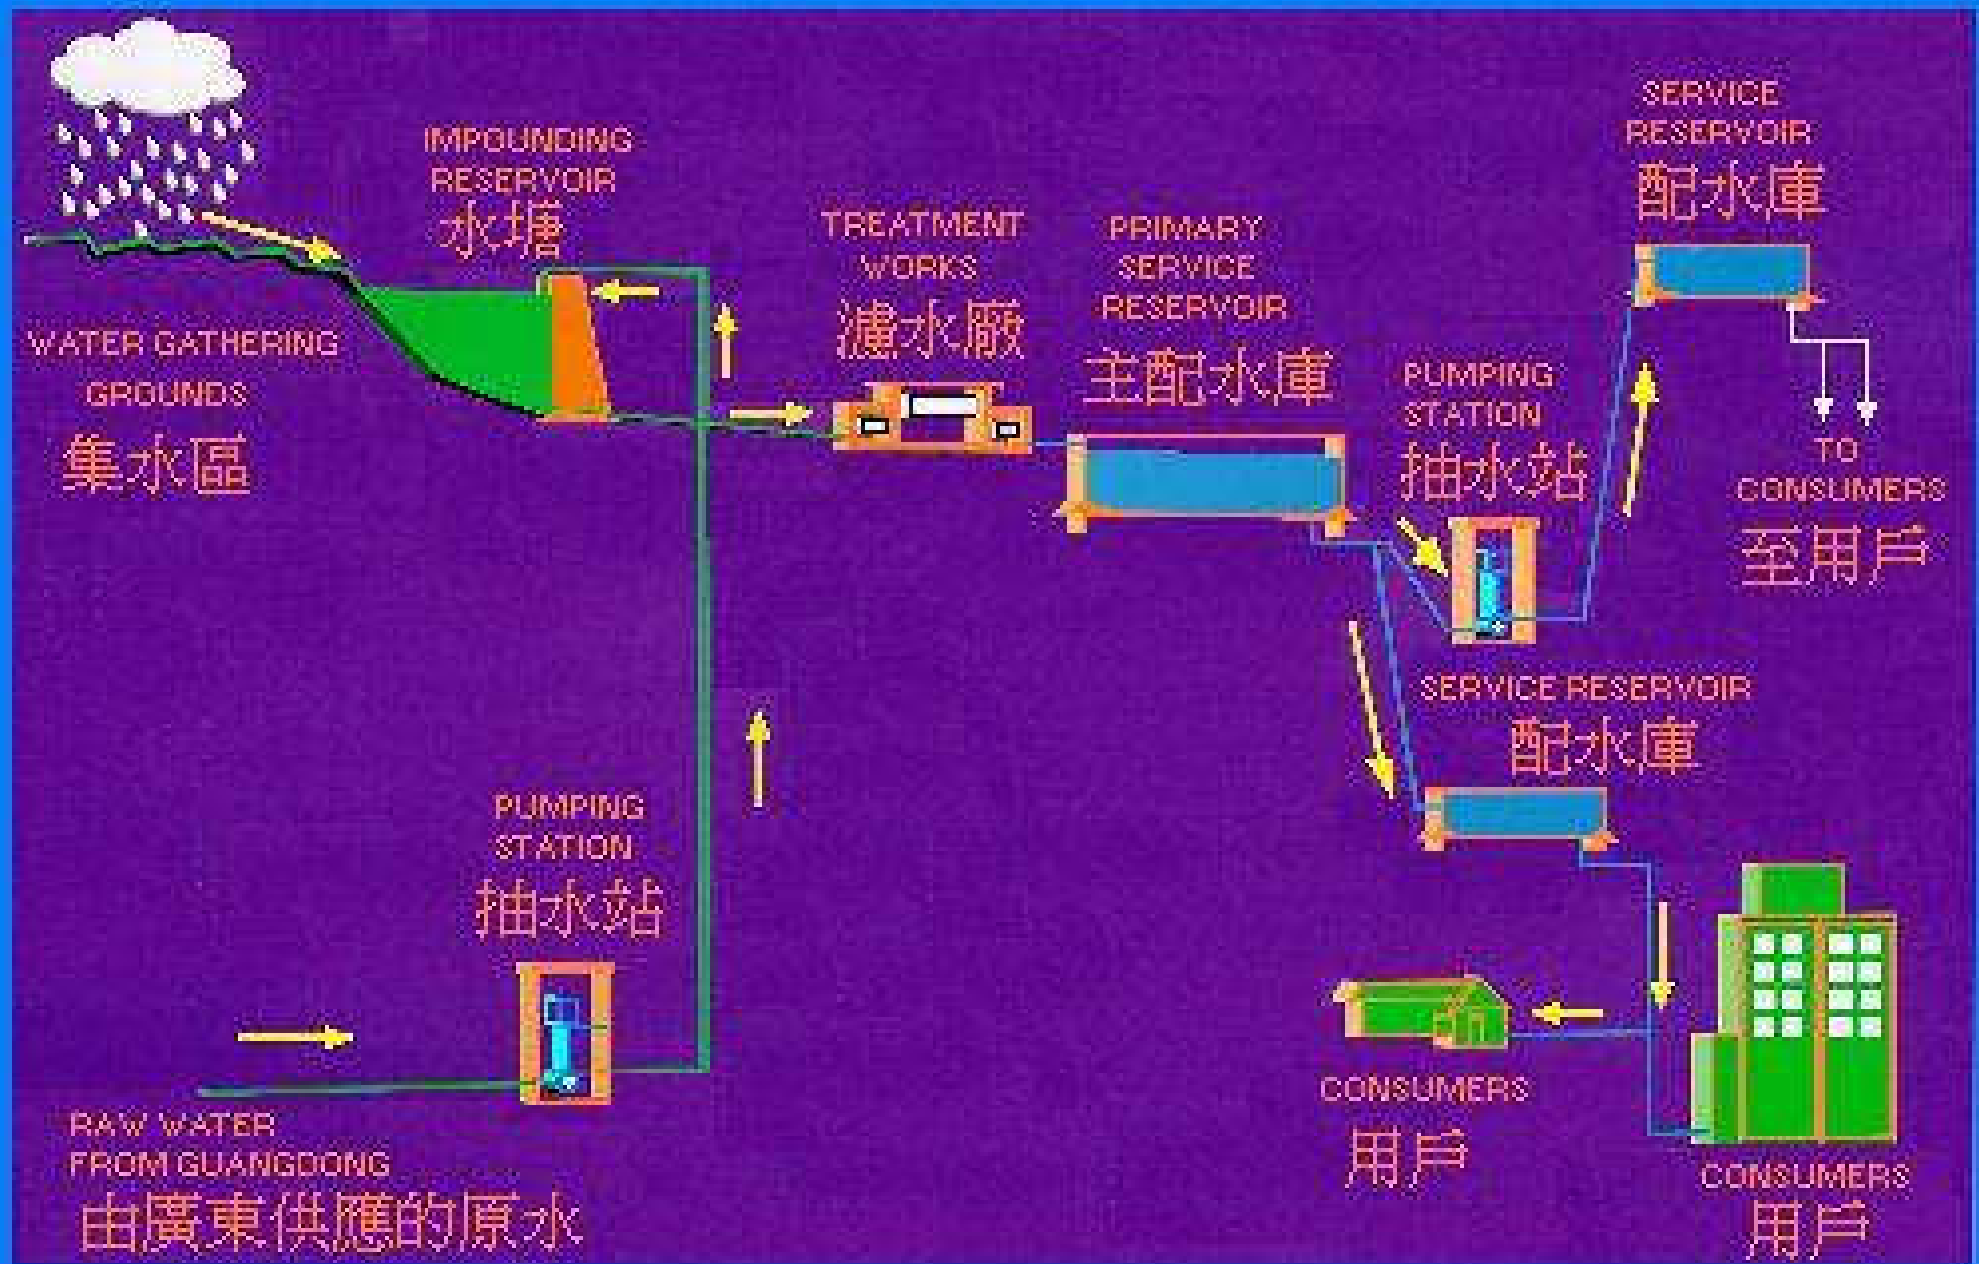 IMPOUNDING
RESERVOIR
水塘
WATER GATHERING
GROUNDS
集水區
TREATMENT
WORKS
濾水廠
PRIMARY
SERVICE
RESERVOIR
主配水庫
PUMPING
STATION
抽水站
SERVICE
RESERVOIR
配水庫
TO
CONSUMERS
至用戶
SERVICE RESERVOIR
配水庫
PUMPING
STATION
抽水站
RAW WATER
FROM GUANGDONG
由廣東供應的原水
CONSUMERS
用戶
CONSUMERS
用戶